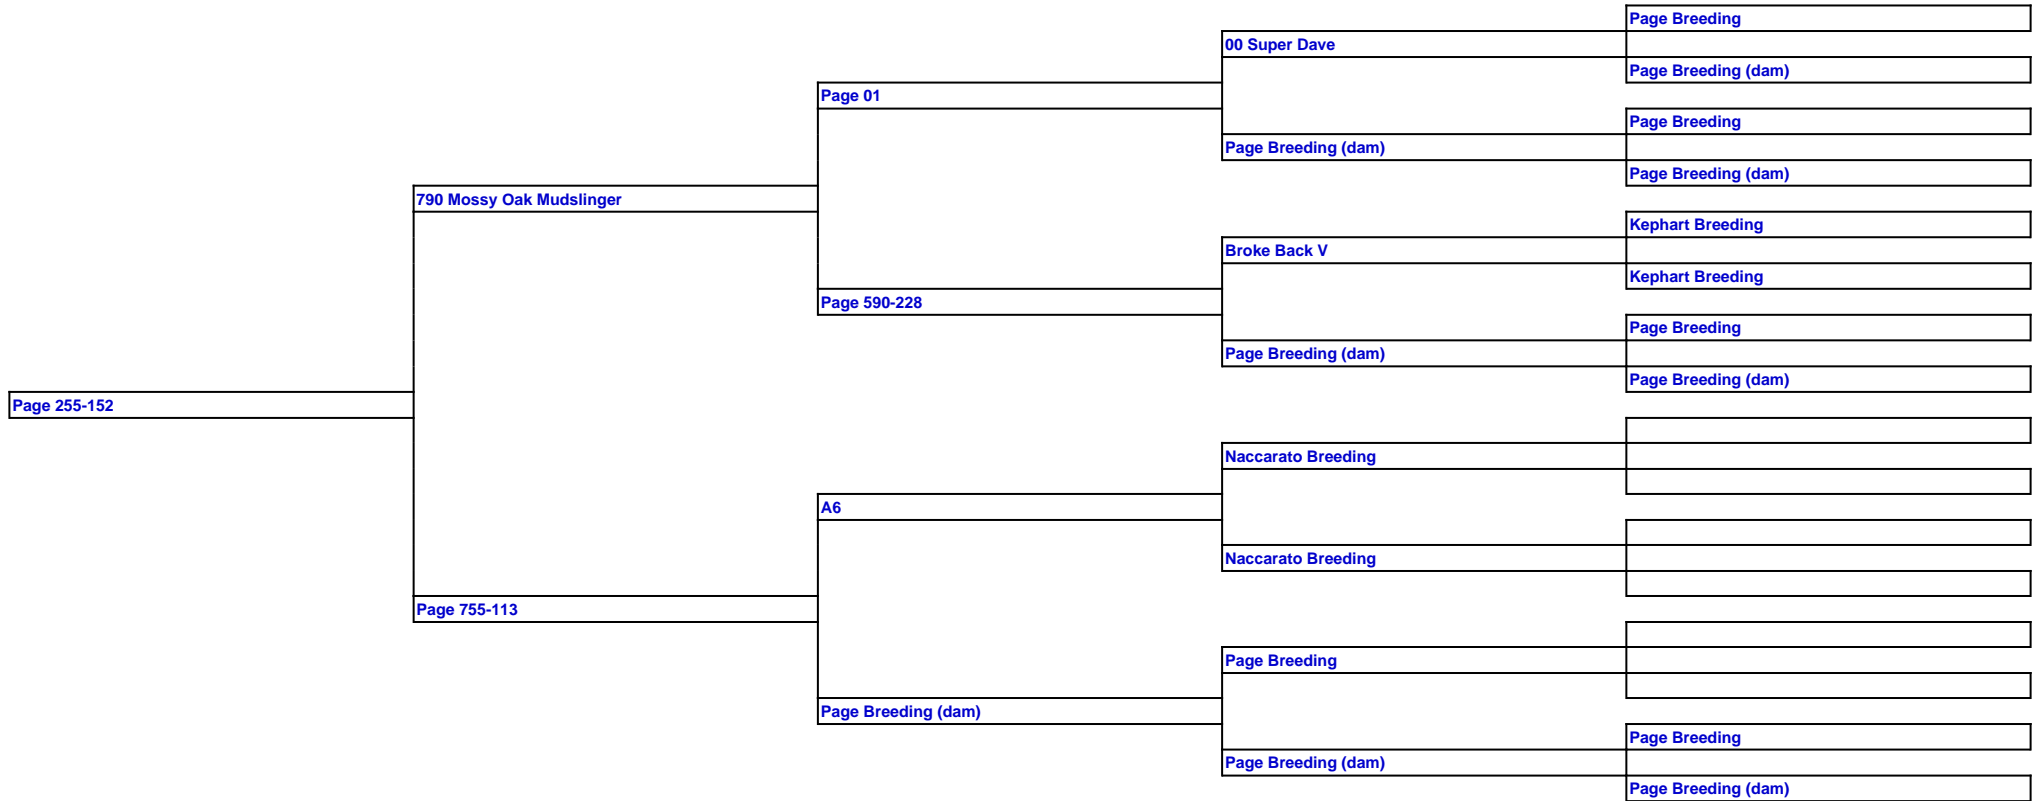 Page Breeding
00 Super Dave
Page Breeding (dam)
Page 01
Page Breeding
Page Breeding (dam)
Page Breeding (dam)
790 Mossy Oak Mudslinger
Kephart Breeding
Broke Back V
Kephart Breeding
Page 590-228
Page Breeding
Page Breeding (dam)
Page Breeding (dam)
Page 255-152
Naccarato Breeding
A6
Naccarato Breeding
Page 755-113
Page Breeding
Page Breeding (dam)
Page Breeding
Page Breeding (dam)
Page Breeding (dam)